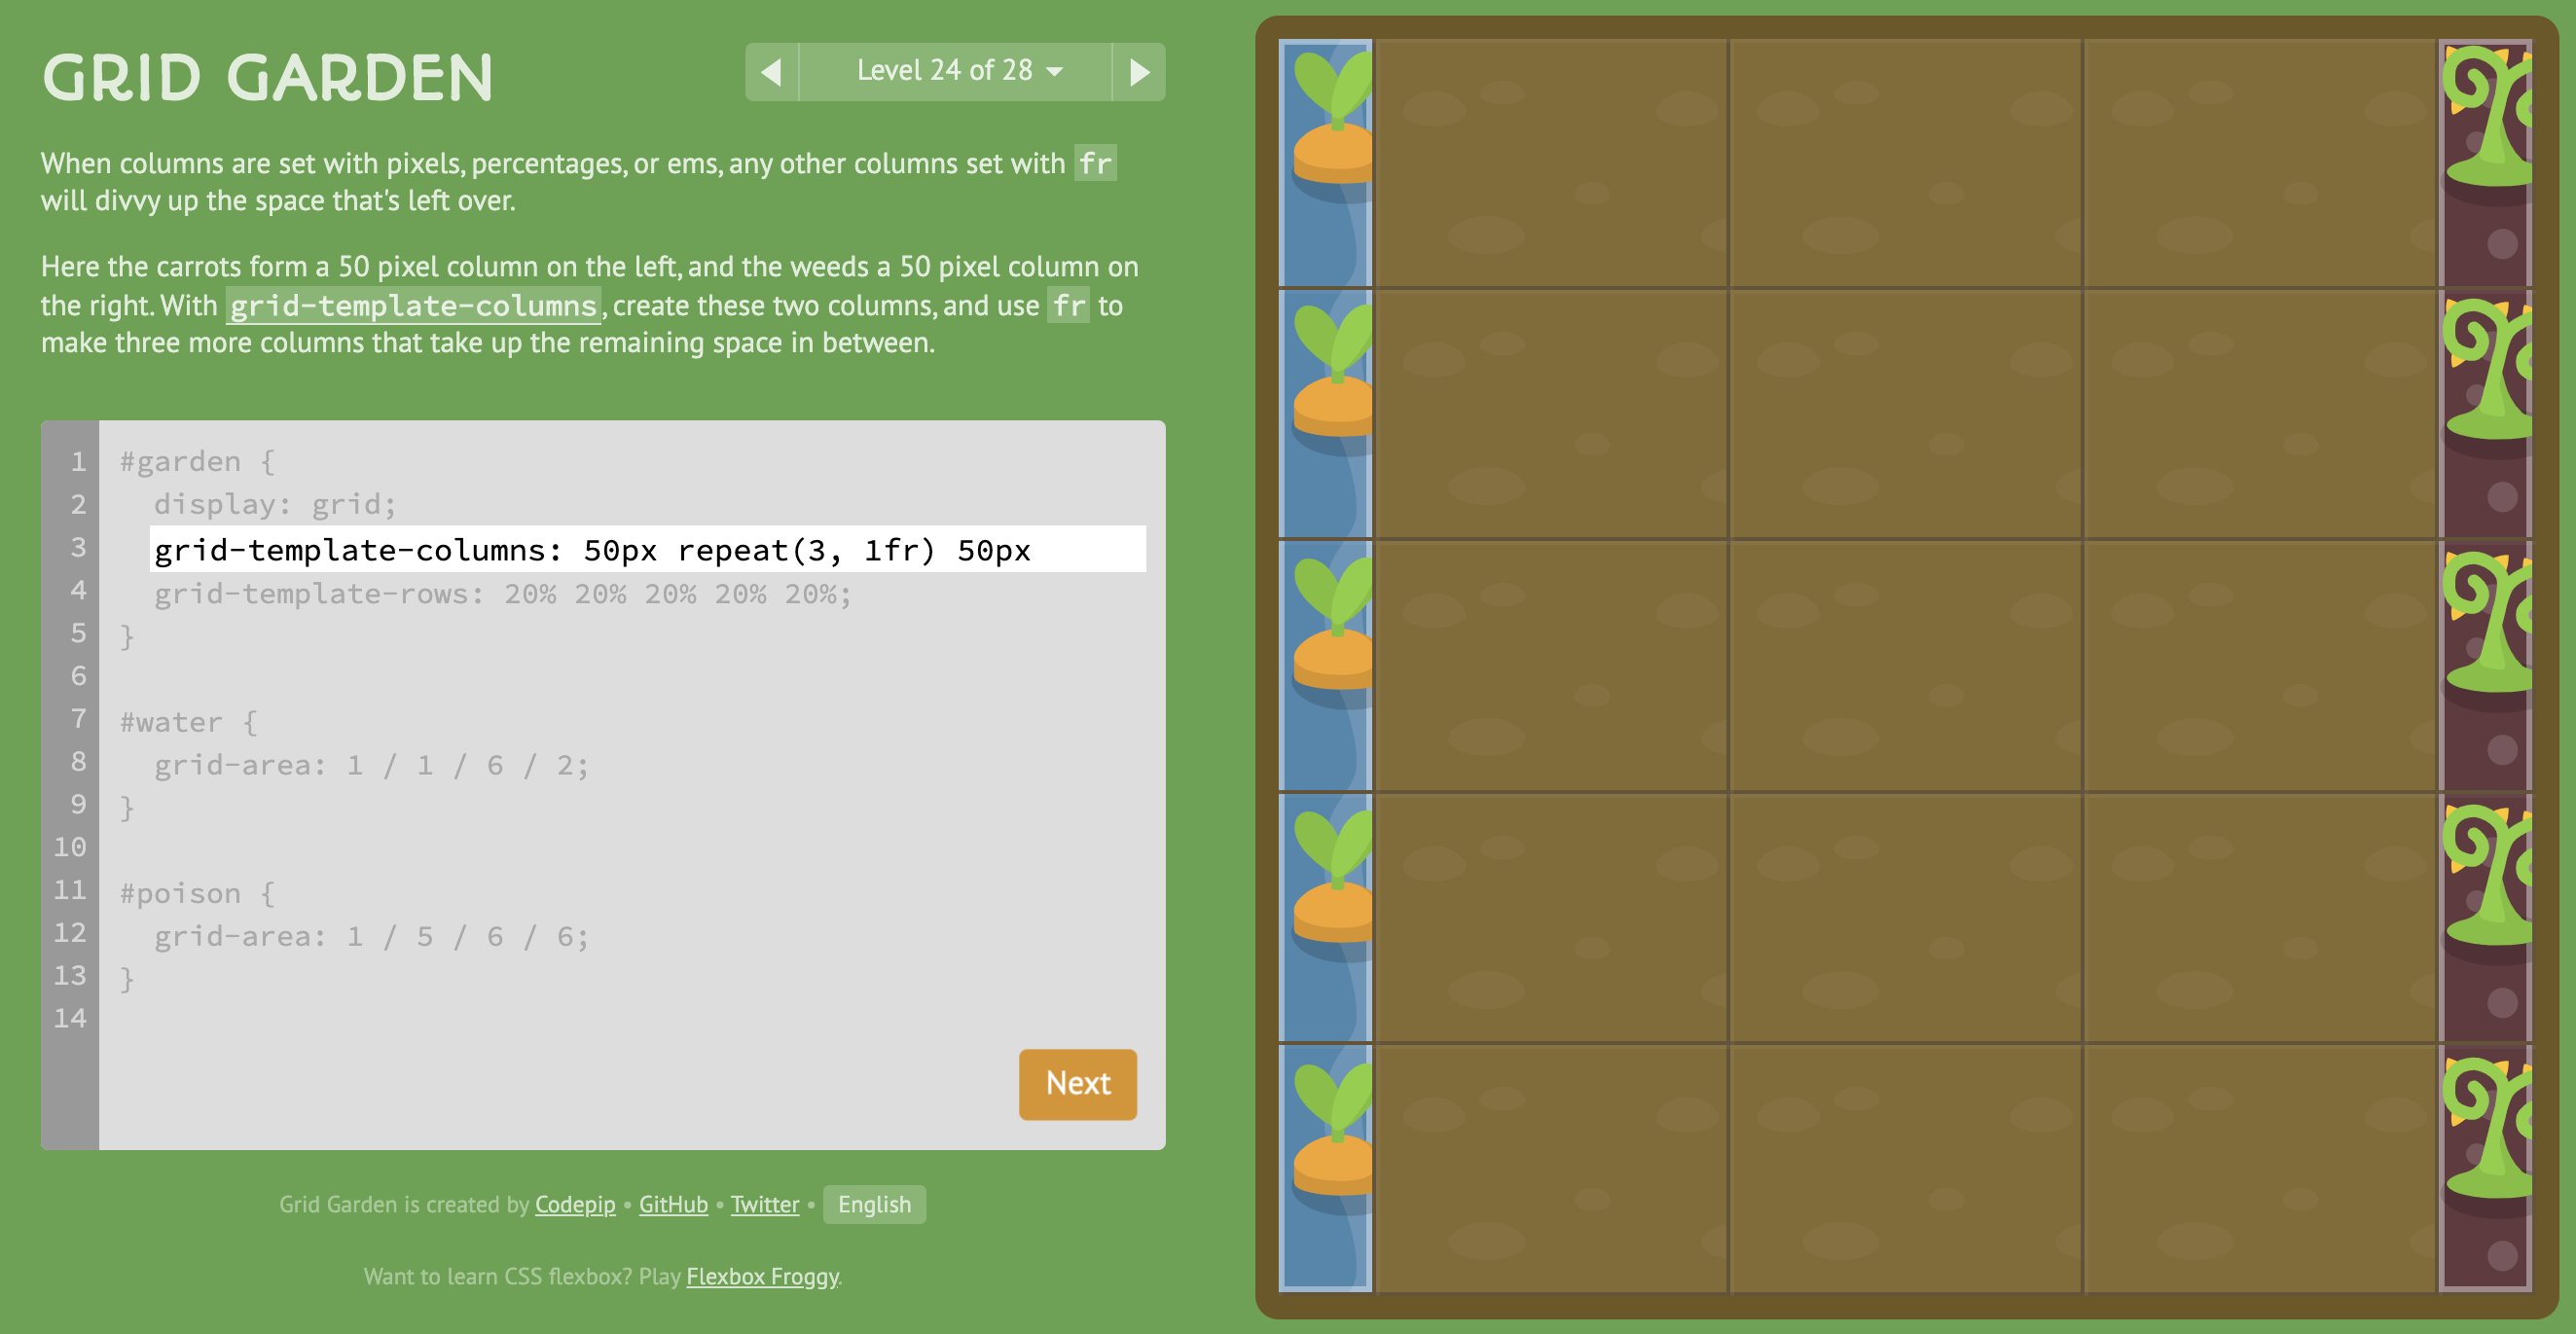 GRID GARDEN
Level 24 of 28
When columns are set with pixels, percentages, or ems, any other columns set with fr
will divvy up the space that's left over.
Here the carrots form a 50 pixel column on the left, and the weeds a 50 pixel column on
the right. With grid-template-columns, create these two columns, and use fr to
make three more columns that take up the remaining space in between.
1 #garden {
2 display: grid;
3 grid-template-columns: 50px repeat(3, 1fr) 50px
4 grid-template-rows: 20% 20% 20% 20% 20%;
5 }
6
7 #water {
8 grid-area: 1 / 1 / 6 / 2;
9 }
10
11 #poison {
12 grid-area: 1 / 5 / 6 / 6;
13 }
14
Next
Grid Garden is created by Codepip • GitHub • Twitter • English
Want to learn CSS flexbox? Play Flexbox Froggy.